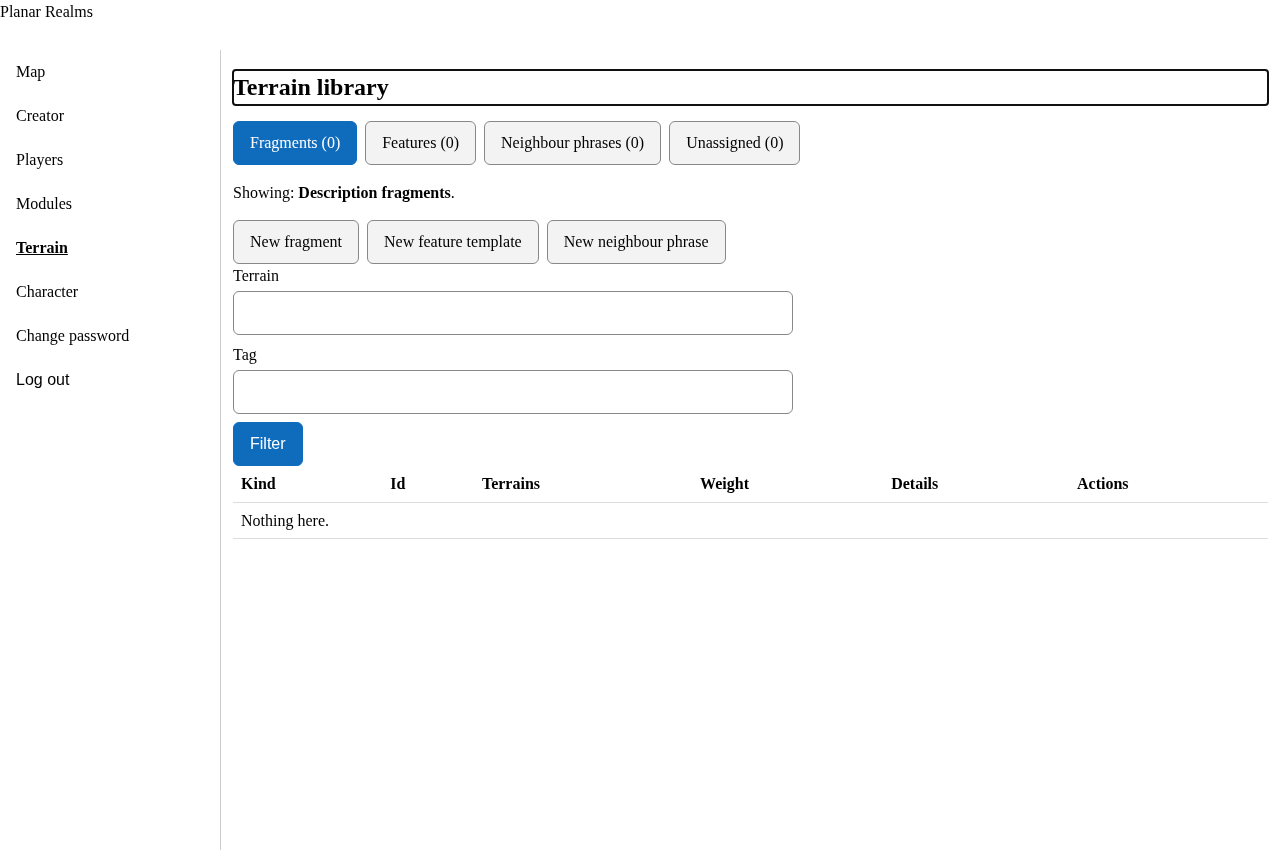 Planar Realms
Map
Creator
Players
Modules
Terrain
Character
Change password
Log out
Terrain library
Fragments (0) Features (0) Neighbour phrases (0) Unassigned (0)
Showing: Description fragments.
New fragment New feature template New neighbour phrase
Terrain
Tag
Filter
Kind Id Terrains Weight Details Actions
Nothing here.